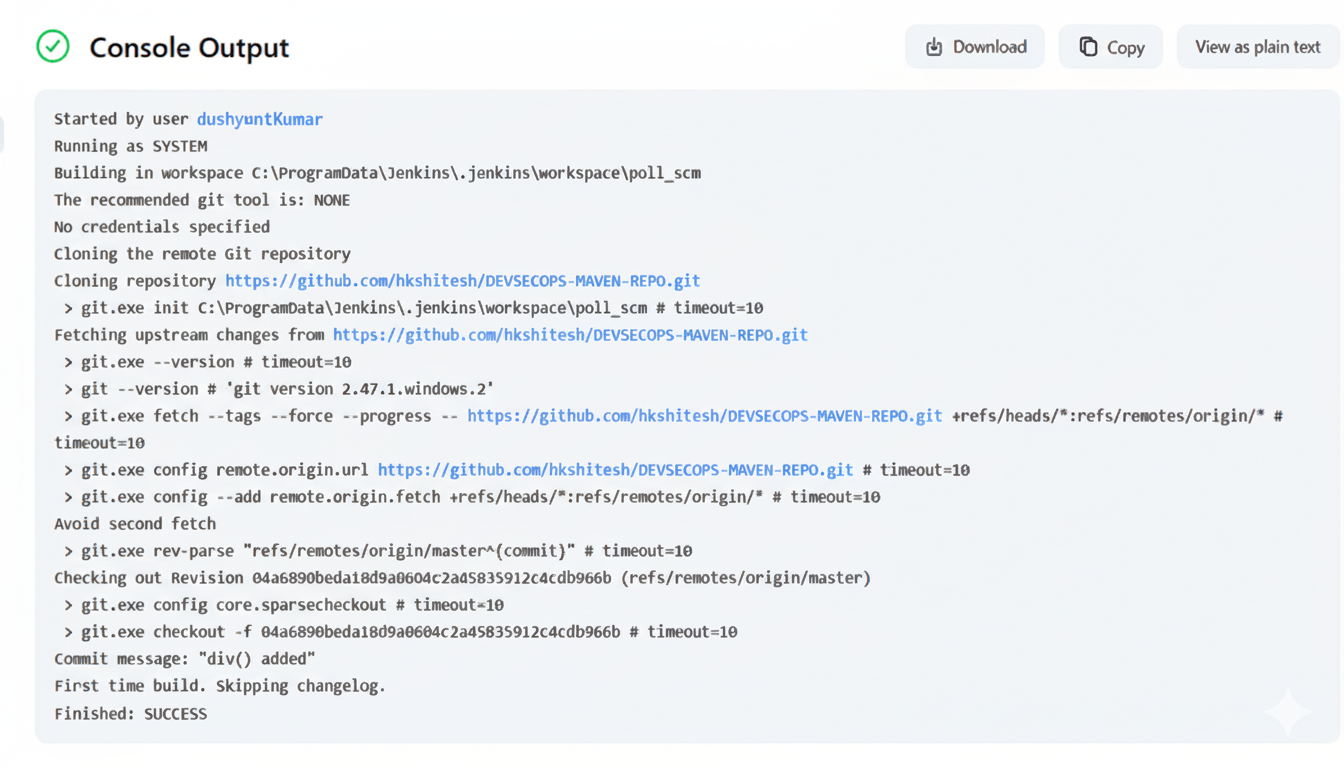 Console Output
Download
Copy
View as plain text
Started by user dushyuntKumar
Running as SYSTEM
Building in workspace C:\ProgramData\Jenkins\.jenkins\workspace\poll_scm
The recommended git tool is: NONE
No credentials specified
Cloning the remote Git repository
Cloning repository https://github.com/hkshitesh/DEVSECOPS-MAVEN-REPO.git
> git.exe init C:\ProgramData\Jenkins\.jenkins\workspace\poll_scm # timeout=10
Fetching upstream changes from https://github.com/hkshitesh/DEVSECOPS-MAVEN-REPO.git
> git.exe --version # timeout=10
> git --version # 'git version 2.47.1.windows.2'
> git.exe fetch --tags --force --progress -- https://github.com/hkshitesh/DEVSECOPS-MAVEN-REPO.git +refs/heads/*:refs/remotes/origin/* #
timeout=10
> git.exe config remote.origin.url https://github.com/hkshitesh/DEVSECOPS-MAVEN-REPO.git # timeout=10
> git.exe config --add remote.origin.fetch +refs/heads/*:refs/remotes/origin/* # timeout=10
Avoid second fetch
> git.exe rev-parse "refs/remotes/origin/master^{commit}" # timeout=10
Checking out Revision 04a6890beda18d9a0604c2a45835912c4cdb966b (refs/remotes/origin/master)
> git.exe config core.sparsecheckout # timeout=10
> git.exe checkout -f 04a6890beda18d9a0604c2a45835912c4cdb966b # timeout=10
Commit message: "div() added"
First time build. Skipping changelog.
Finished: SUCCESS